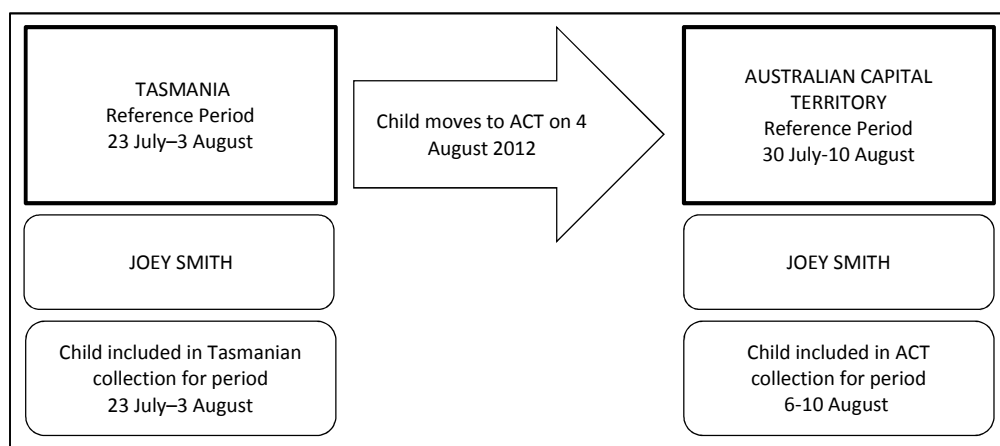 TASMANIA
Reference Period
23 July–3 August
Child moves to ACT on 4
August 2012
AUSTRALIAN CAPITAL
TERRITORY
Reference Period
30 July-10 August
JOEY SMITH
JOEY SMITH
Child included in Tasmanian
collection for period
23 July–3 August
Child included in ACT
collection for period
6-10 August